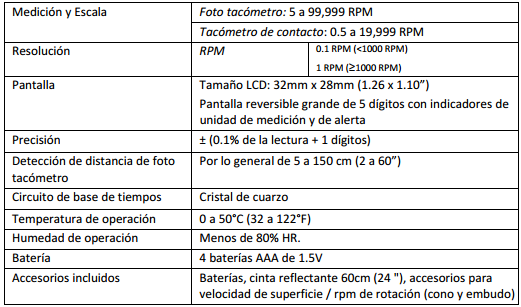 Medición y Escala
Foto tacómetro: 5 a 99,999 RPM
Tacómetro de contacto: 0.5 a 19,999 RPM
Resolución
RPM
0.1 RPM (<1000 RPM)
1 RPM (≥1000 RPM)
Pantalla
Tamaño LCD: 32mm x 28mm (1.26 x 1.10”)
Pantalla reversible grande de 5 dígitos con indicadores de
unidad de medición y de alerta
Precisión
± (0.1% de la lectura + 1 dígitos)
Detección de distancia de foto
tacómetro
Por lo general de 5 a 150 cm (2 a 60”)
Circuito de base de tiempos
Cristal de cuarzo
Temperatura de operación
0 a 50°C (32 a 122°F)
Humedad de operación
Menos de 80% HR.
Batería
4 baterías AAA de 1.5V
Accesorios incluidos
Baterías, cinta reflectante 60cm (24 "), accesorios para
velocidad de superficie / rpm de rotación (cono y embudo)